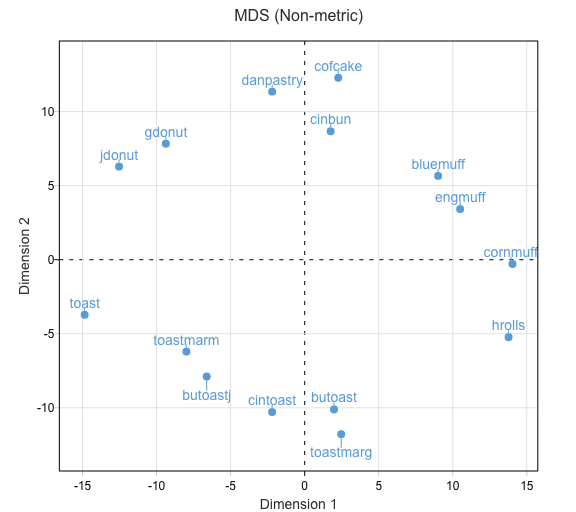 MDS (Non-metric)
cofcake
danpastry
cinbun
gdonut
jdonut
bluemuff
engmuff
cornmuff
toast
hrolls
toastmarm
butoastj
cintoast
butoast
toastmarg
10
5
0
-5
-10
Dimension 2
-15
-10
-5
0
5
10
15
Dimension 1